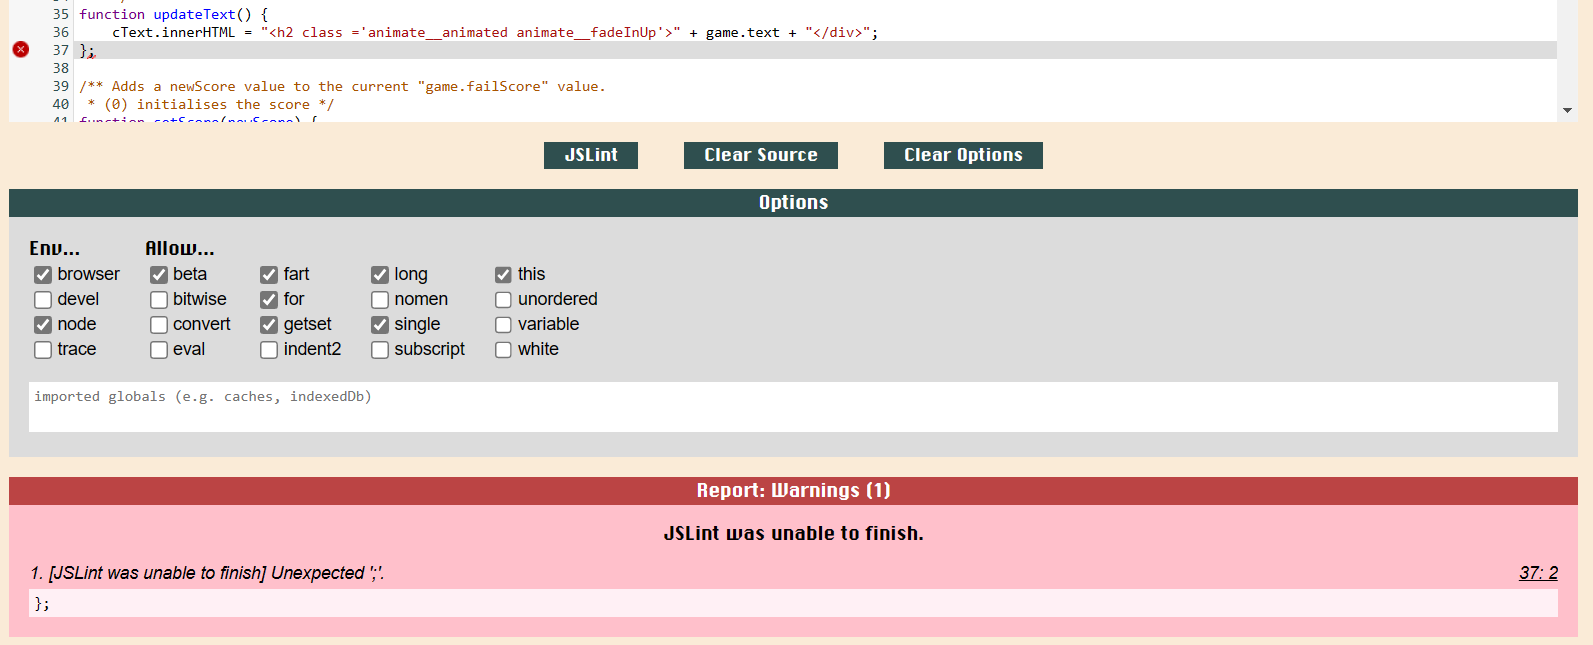 35 function updateText() {
36 cText.innerHTML = "<h2 class ='animate__animated animate__fadeInUp'>" + game.text + "</div>";
37 };
38
39 /** Adds a newScore value to the current "game.failScore" value.
40 * (0) initialises the score */
41 function setScore(newScore) {
JSLint Clear Source Clear Options
Options
Env... Allow...
browser beta fart long this
devel bitwise for nomen unordered
node convert getset single variable
trace eval indent2 subscript white
imported globals (e.g. caches, indexedDb)
Report: Warnings (1)
JSLint was unable to finish.
1. [JSLint was unable to finish] Unexpected ';'. 37: 2
};